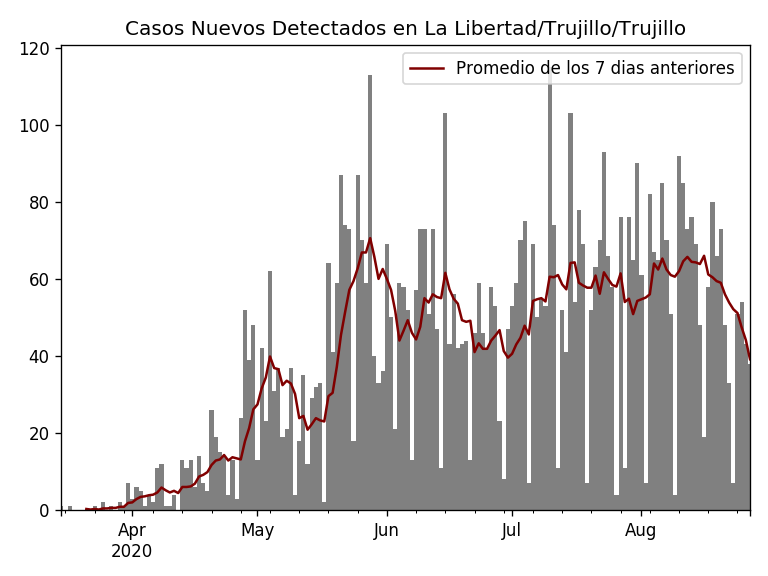 Casos Nuevos Detectados en La Libertad/Trujillo/Trujillo
Promedio de los 7 dias anteriores
120
100
80
60
40
20
0
Apr May Jun Jul Aug
2020